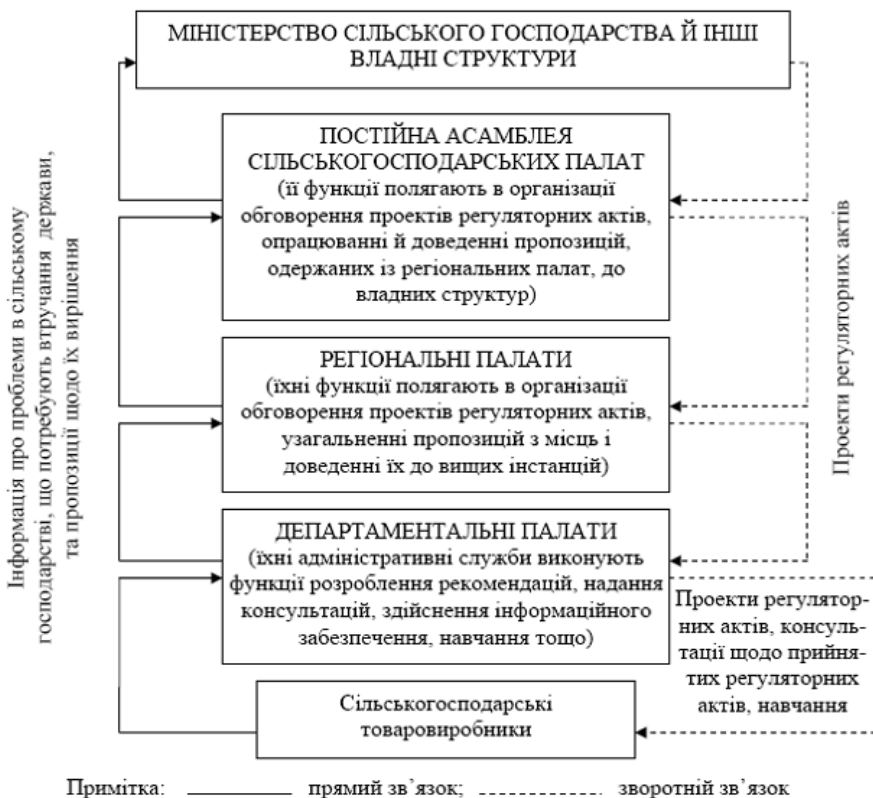 МІНІСТЕРСТВО СІЛЬСЬКОГО ГОСПОДАРСТВА Й ІНШІ
ВЛАДНІ СТРУКТУРИ
ПОСТІЙНА АСАМБЛЕЯ
СІЛЬСЬКОГОСПОДАРСЬКИХ ПАЛАТ
(її функції полягають в організації
обговорення проектів регуляторних актів,
опрацюванні й доведенні пропозицій,
одержаних із регіональних палат, до
владних структур)
РЕГІОНАЛЬНІ ПАЛАТИ
(їхні функції полягають в організації
обговорення проектів регуляторних актів,
узагальненні пропозицій з місць і
доведенні їх до вищих інстанцій)
ДЕПАРТАМЕНТАЛЬНІ ПАЛАТИ
(їхні адміністративні служби виконують
функції розроблення рекомендацій, надання
консультацій, здійснення інформаційного
забезпечення, навчання тощо)
Сільськогосподарські
товаровиробники
Інформація про проблеми в сільському
господарстві, що потребують втручання держави,
та пропозиції щодо їх вирішення
Проекти регуляторних актів
Проекти регулятор-
них актів, консуль-
тації щодо прийня-
тих регуляторних
актів, навчання
Примітка: прямий зв’язок; зворотній зв’язок